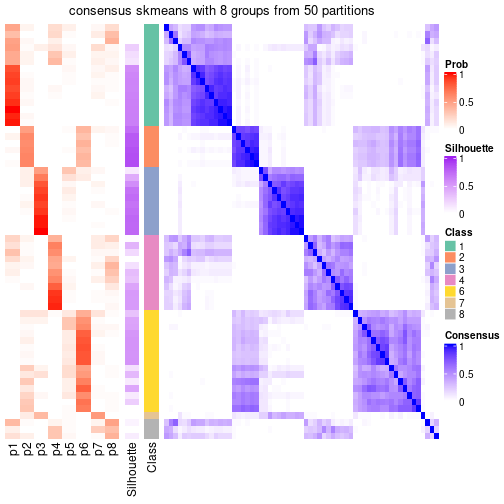 consensus skmeans with 8 groups from 50 partitions
Prob
1
0.5
0
Silhouette
1
0.5
0
Class
1
2
3
4
6
7
8
Consensus
1
0.5
0
p1
p2
p3
p4
p5
p6
p7
p8
Silhouette
Class